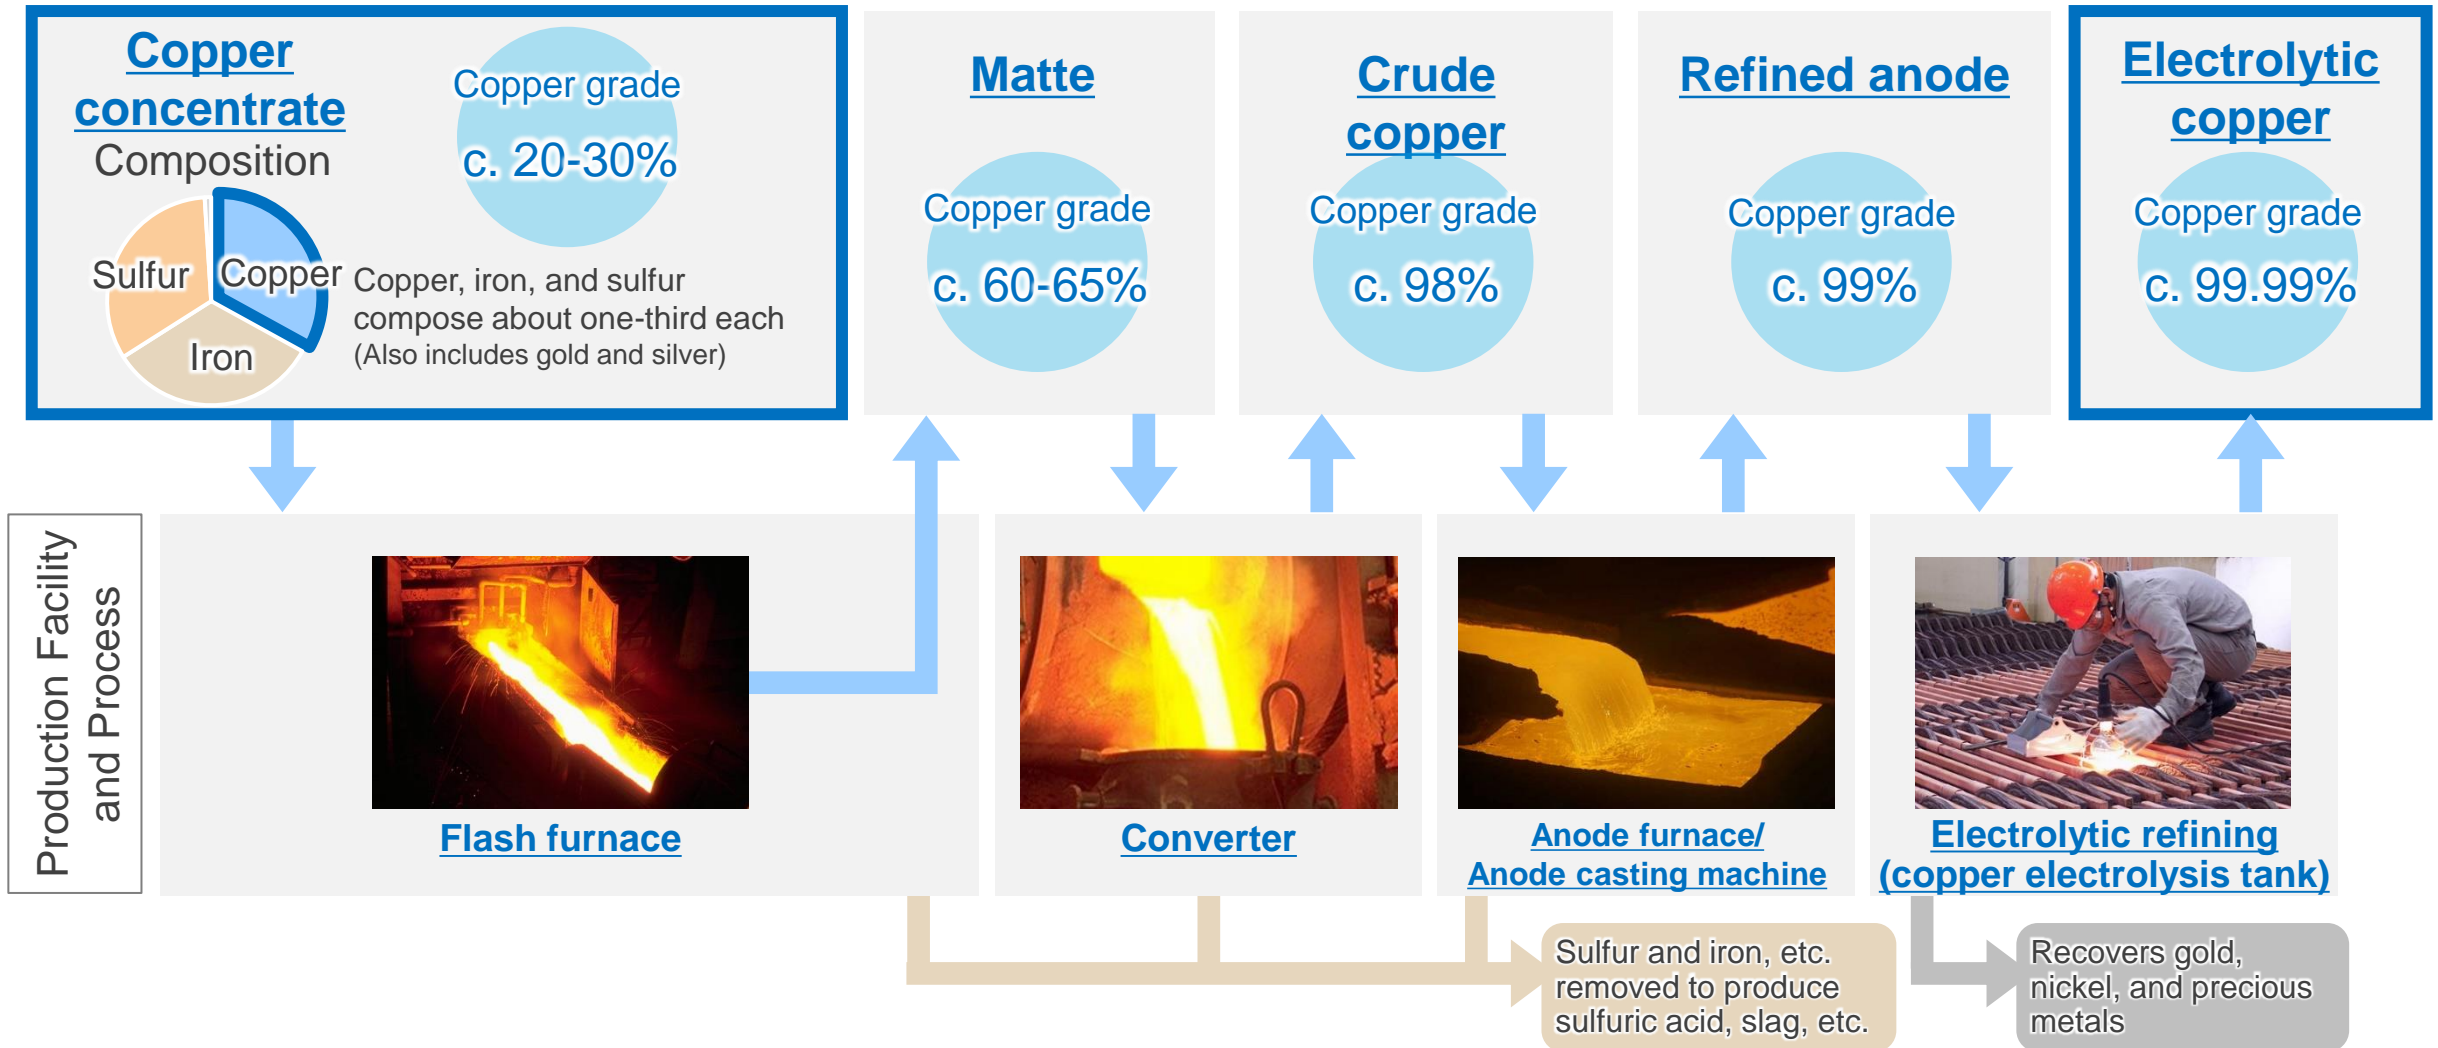 Copper
concentrate
Composition
Sulfur
Copper
Iron
Copper grade
c. 20-30%
Copper, iron, and sulfur
compose about one-third each
(Also includes gold and silver)
Matte
Copper grade
c. 60-65%
Crude
copper
Copper grade
c. 98%
Refined anode
Copper grade
c. 99%
Electrolytic
copper
Copper grade
c. 99.99%
Production Facility
and Process
Flash furnace
Converter
Anode furnace/
Anode casting machine
Electrolytic refining
(copper electrolysis tank)
Sulfur and iron, etc.
removed to produce
sulfuric acid, slag, etc.
Recovers gold,
nickel, and precious
metals